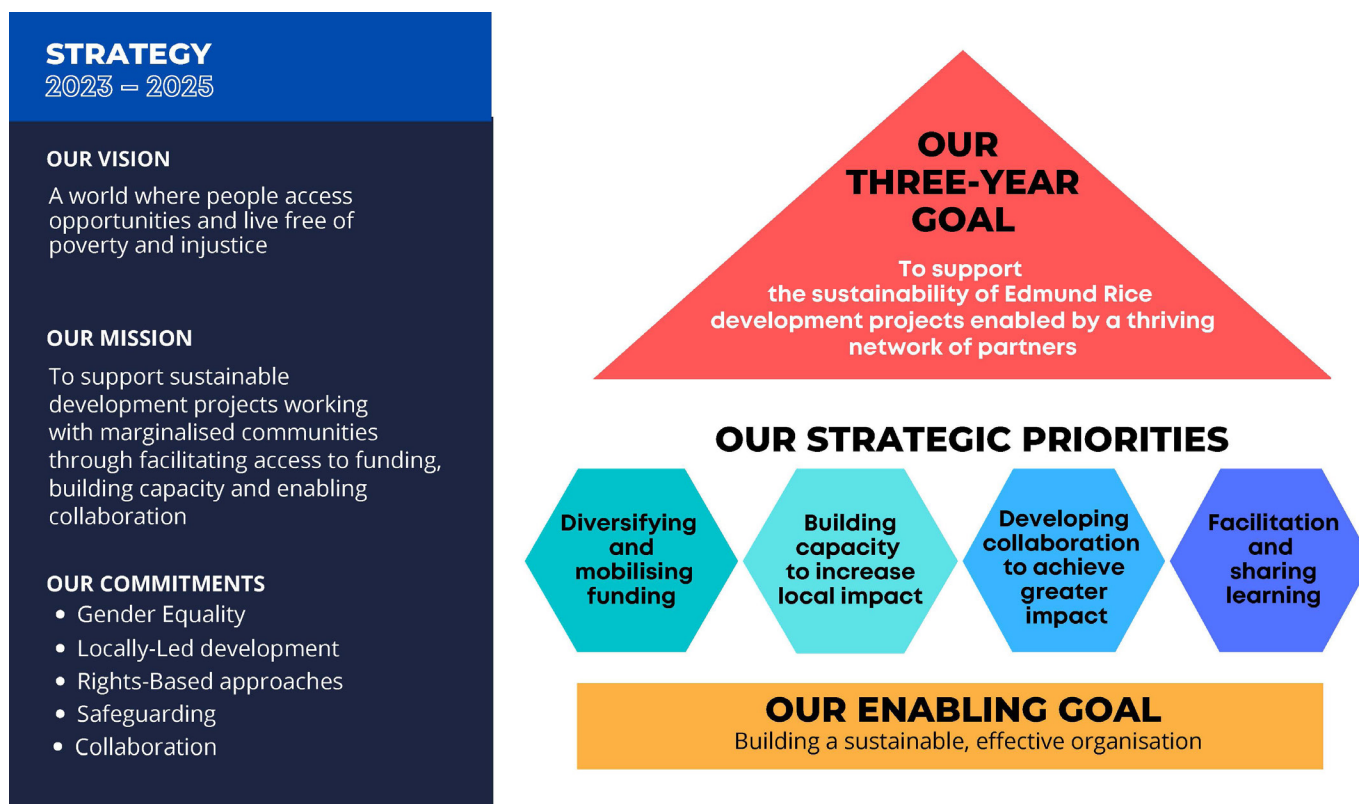 STRATEGY
2023 – 2025
OUR VISION
A world where people access
opportunities and live free of
poverty and injustice
OUR MISSION
To support sustainable
development projects working
with marginalised communities
through facilitating access to funding,
building capacity and enabling
collaboration
OUR COMMITMENTS
• Gender Equality
• Locally-Led development
• Rights-Based approaches
• Safeguarding
• Collaboration
OUR
THREE-YEAR
GOAL
To support
the sustainability of Edmund Rice
development projects enabled by a thriving
network of partners
OUR STRATEGIC PRIORITIES
Diversifying
and
mobilising
funding
Building
capacity
to increase
local impact
Developing
collaboration
to achieve
greater
impact
Facilitation
and
sharing
learning
OUR ENABLING GOAL
Building a sustainable, effective organisation